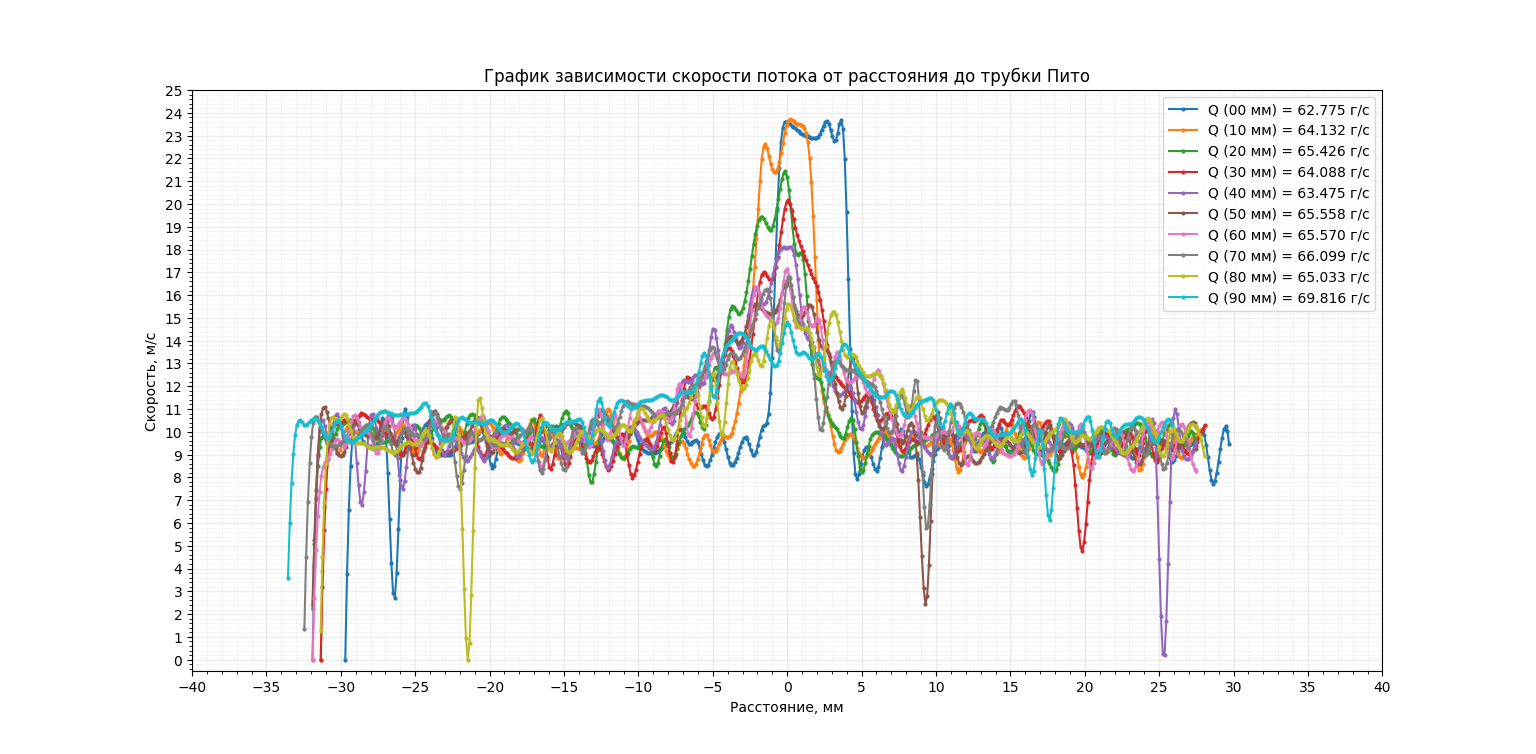 График зависимости скорости потока от расстояния до трубки Пито
Скорость, м/с
25
24
23
22
21
20
19
18
17
16
15
14
13
12
11
10
9
8
7
6
5
4
3
2
1
0
Q (00 мм) = 62.775 г/с
Q (10 мм) = 64.132 г/с
Q (20 мм) = 65.426 г/с
Q (30 мм) = 64.088 г/с
Q (40 мм) = 63.475 г/с
Q (50 мм) = 65.558 г/с
Q (60 мм) = 65.570 г/с
Q (70 мм) = 66.099 г/с
Q (80 мм) = 65.033 г/с
Q (90 мм) = 69.816 г/с
−40 −35 −30 −25 −20 −15 −10 −5 0 5 10 15 20 25 30 35 40
Расстояние, мм